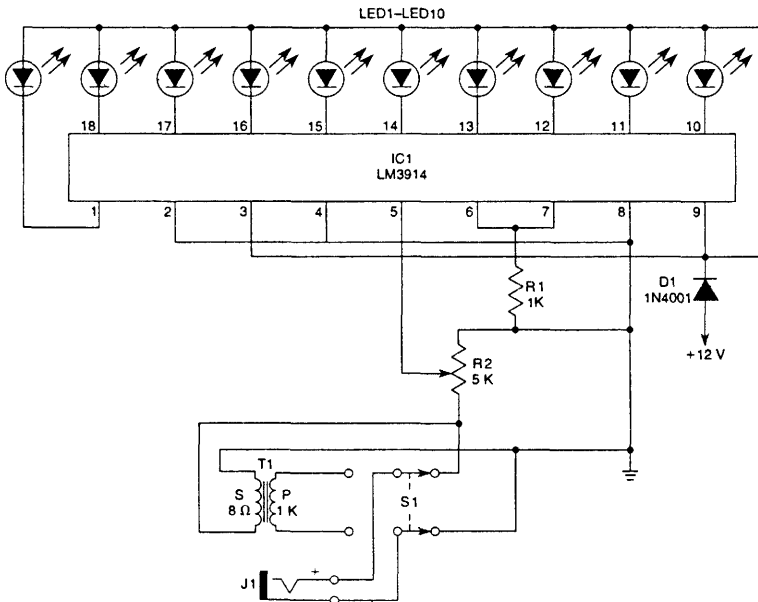 LED1–LED10
18 17 16 15 14 13 12 11 10
IC1
LM3914
1 2 3 4 5 6 7 8 9
R1
1K
D1
1N4001
+12 V
R2
5 K
T1
S P
8 Ω 1 K
S1
J1 +